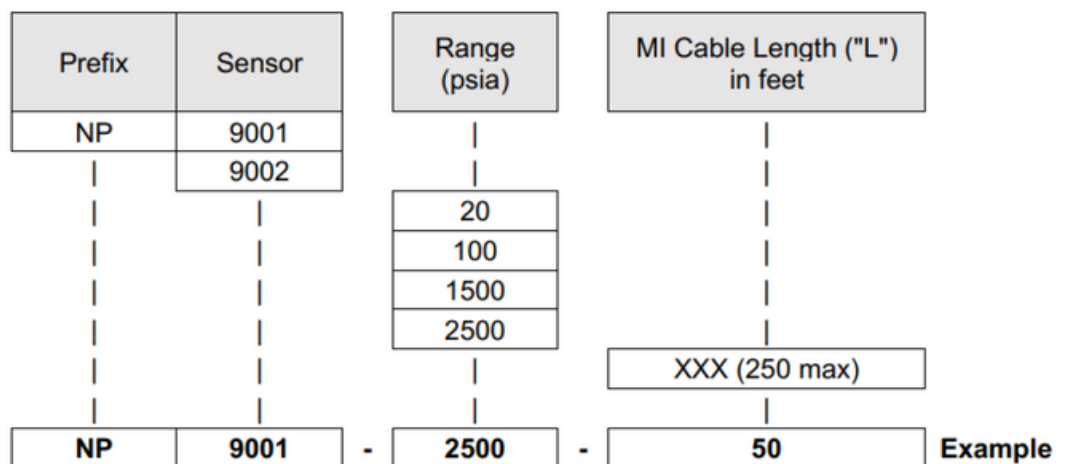 Prefix Sensor Range (psia) MI Cable Length ("L") in feet
NP 9001
9002
20
100
1500
2500
XXX (250 max)
NP 9001 - 2500 - 50 Example